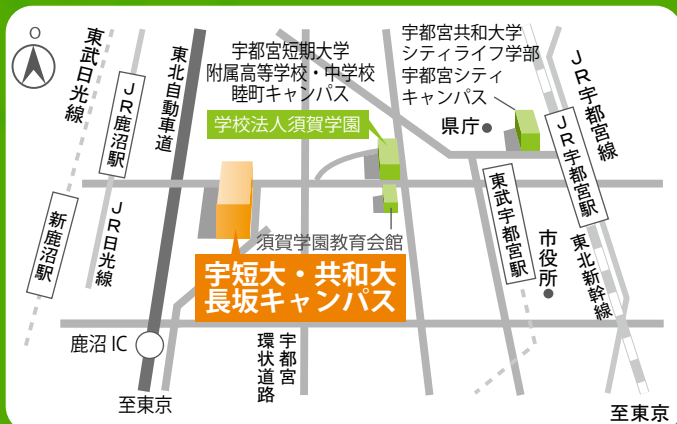 東武日光線
JR鹿沼駅
東北自動車道
宇都宮短期大学
附属高等学校・中学校
睦町キャンパス
学校法人須賀学園
宇都宮共和大学
シティライフ学部
宇都宮シティ
キャンパス
県庁
JR宇都宮線
JR宇都宮駅
新鹿沼駅
JR日光線
須賀学園教育会館
宇短大・共和大
長坂キャンパス
東武宇都宮駅
市役所
東北新幹線
鹿沼IC
宇都宮
環状道路
至東京
至東京